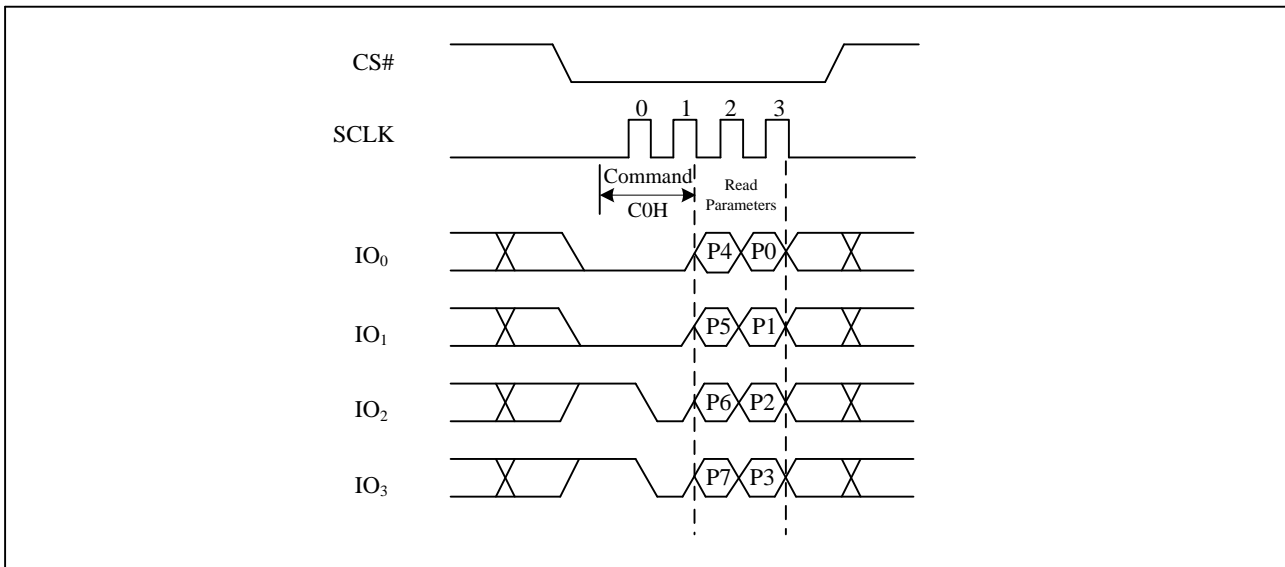 CS#
0 1 2 3
SCLK
Command
C0H
Read
Parameters
IO₀
P4 P0
IO₁
P5 P1
IO₂
P6 P2
IO₃
P7 P3